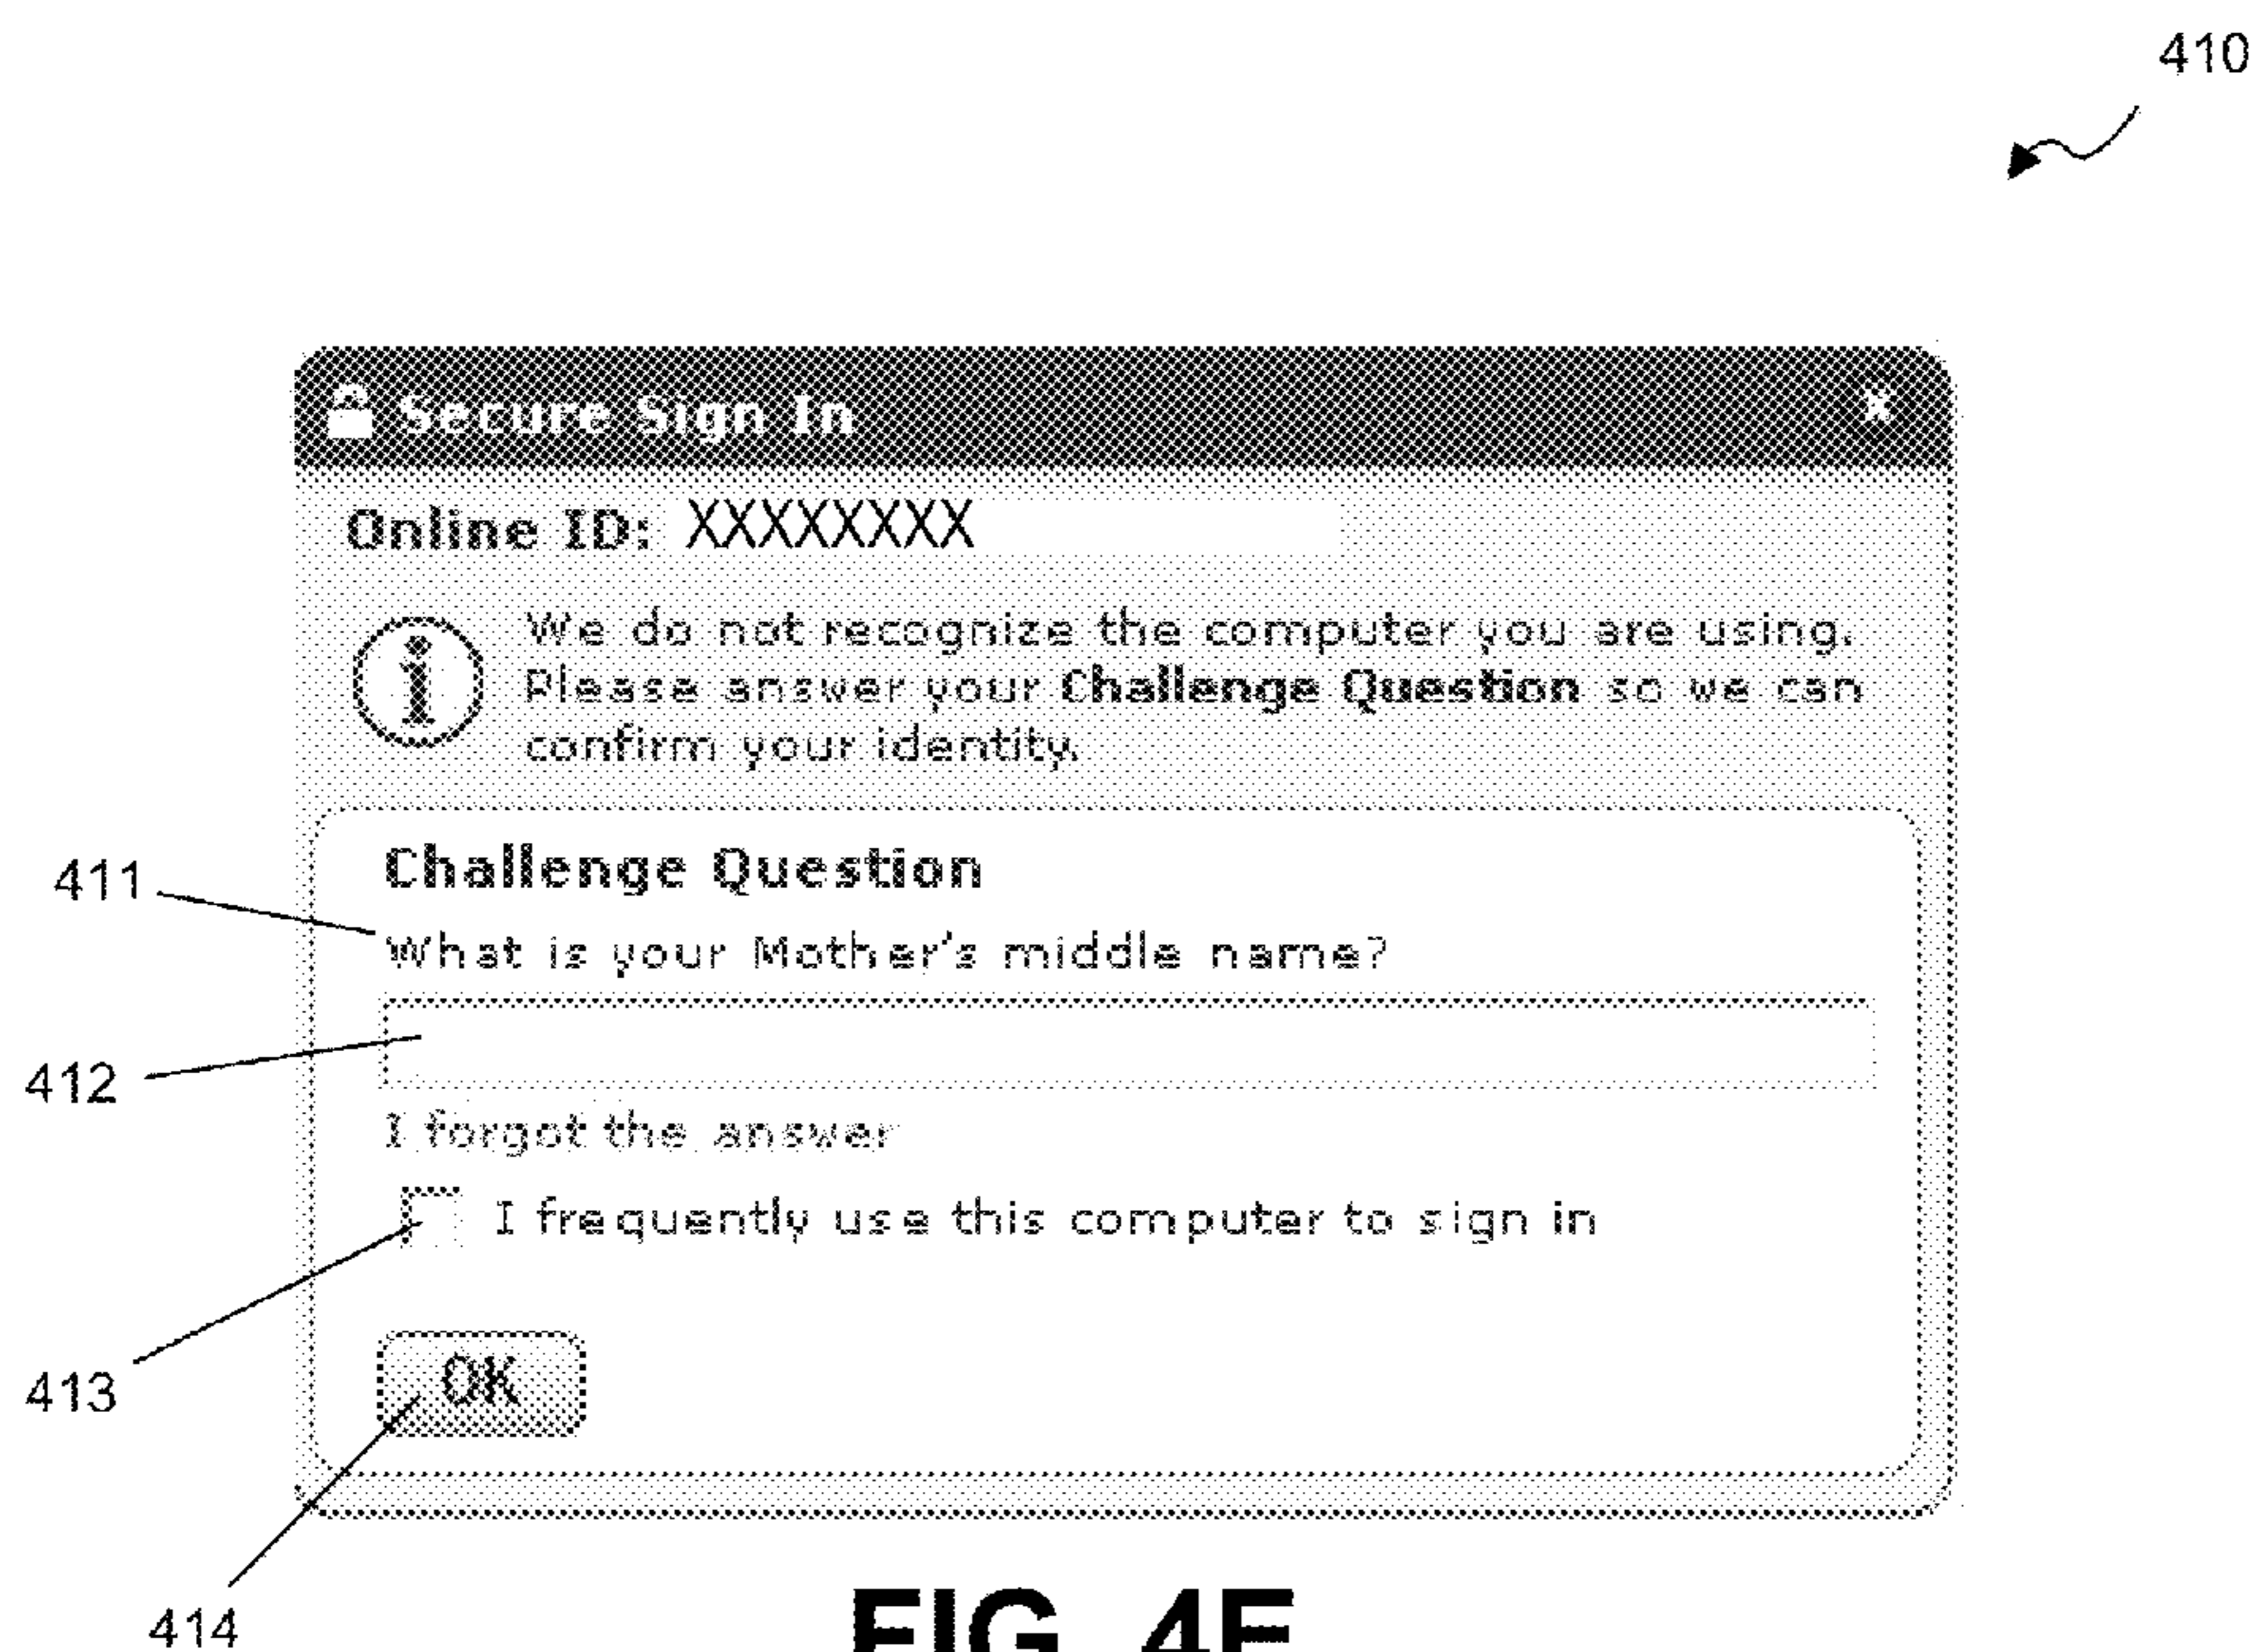 410
Secure Sign In x
Online ID: XXXXXXXX
i
We do not recognize the computer you are using.
Please answer your Challenge Question so we can
confirm your identity.
Challenge Question
411
What is your Mother's middle name?
412
I forgot the answer
I frequently use this computer to sign in
413
OK
414
FIG. 4E